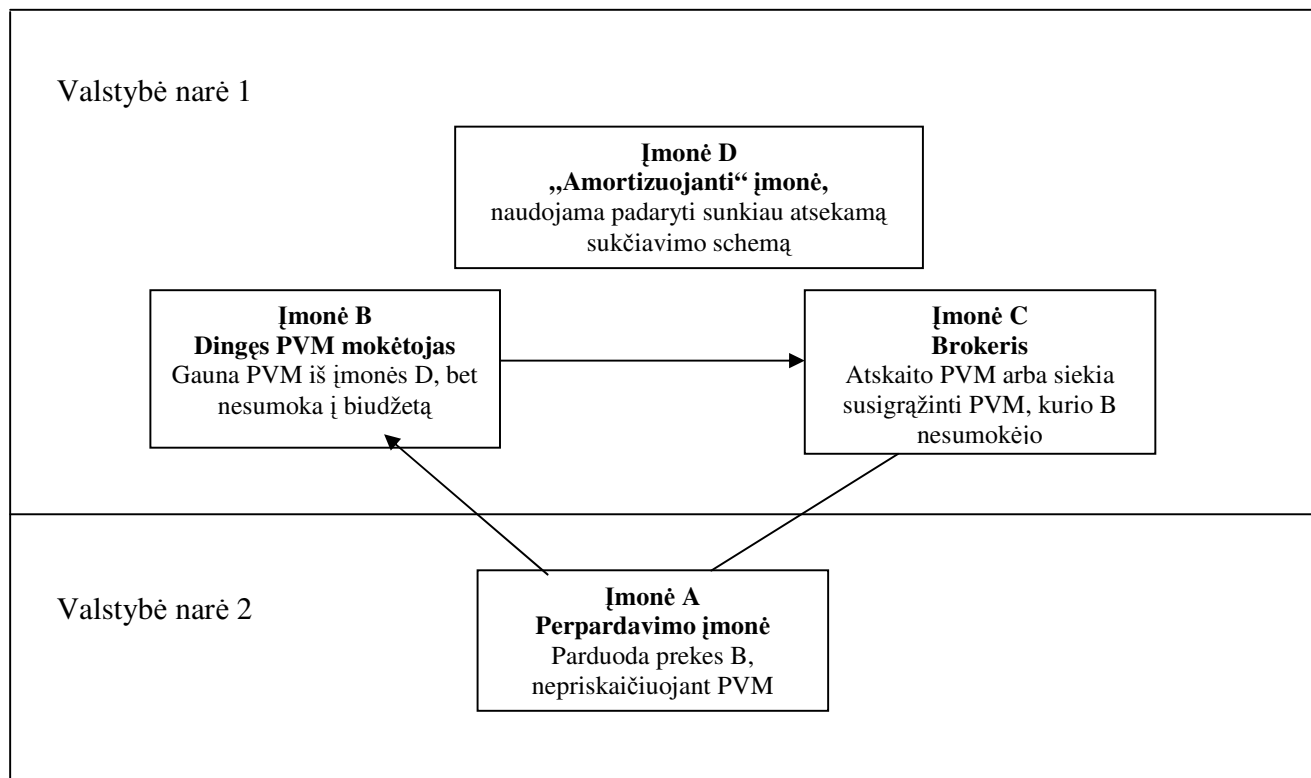 Valstybė narė 1
Įmonė D
„Amortizuojanti“ įmonė,
naudojama padaryti sunkiau atsekamą
sukčiavimo schemą
Įmonė B
Dingęs PVM mokėtojas
Gauna PVM iš įmonės D, bet
nesumoka į biudžetą
Įmonė C
Brokeris
Atskaito PVM arba siekia
susigrąžinti PVM, kurio B
nesumokėjo
Valstybė narė 2
Įmonė A
Perpardavimo įmonė
Parduoda prekes B,
nepriskaičiuojant PVM